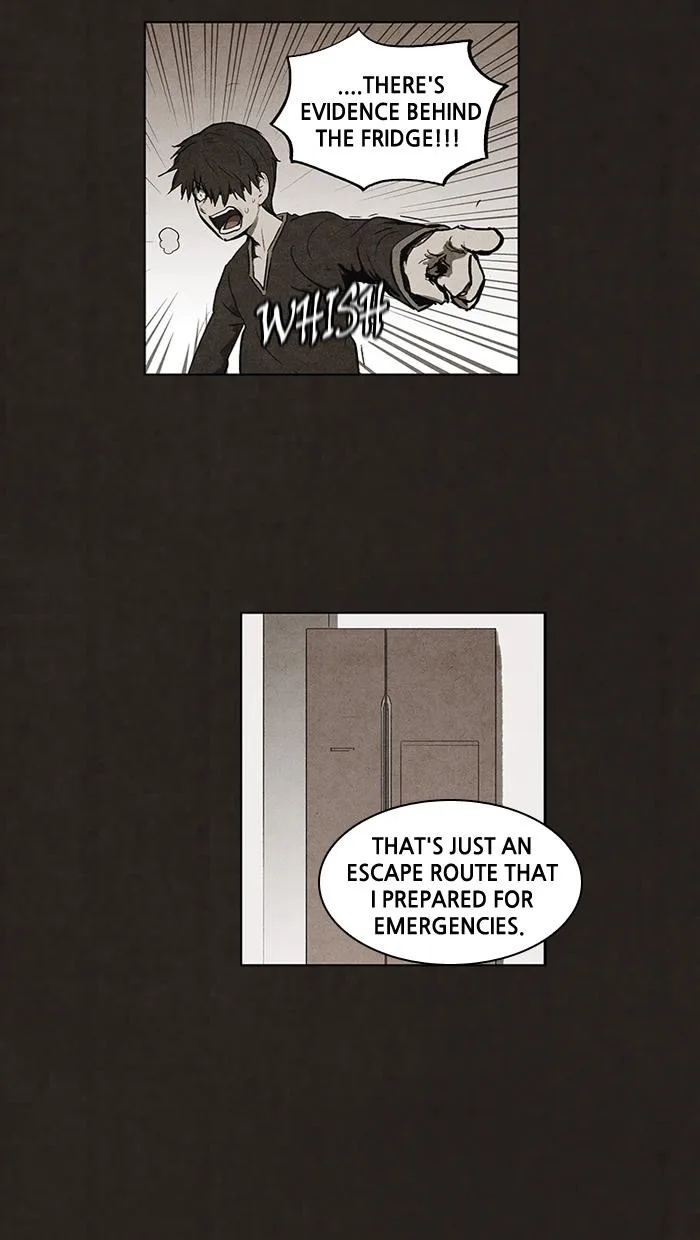 ....THERE'S
EVIDENCE BEHIND
THE FRIDGE!!!
WHISH
THAT'S JUST AN
ESCAPE ROUTE THAT
I PREPARED FOR
EMERGENCIES.